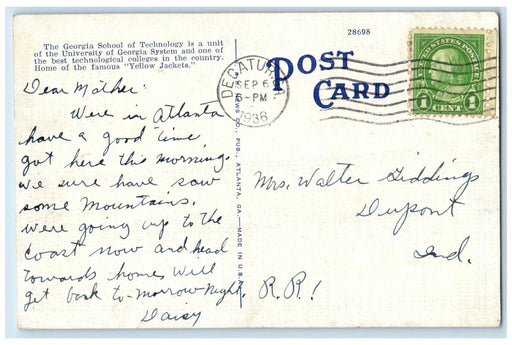 The Georgia School of Technology is a unit
of the University of Georgia System and one of
the best technological colleges in the country.
Home of the famous "Yellow Jackets."
28698
POST
CARD
DECATUR, GA.
SEP 6
6-PM
1936
UNITED STATES POSTAGE
1 CENT 1
Dear Mother:
Were in Atlanta
have a good time,
got here this morning.
we sure have saw
some Mountains.
were going up to the
coast now and head
towards home, will
get back to-morrow night.
Daisy
PUB., ATLANTA, GA.—MADE IN U.S.A.
Mrs. Walter Giddings
Dupont
Ind.
R.R.1